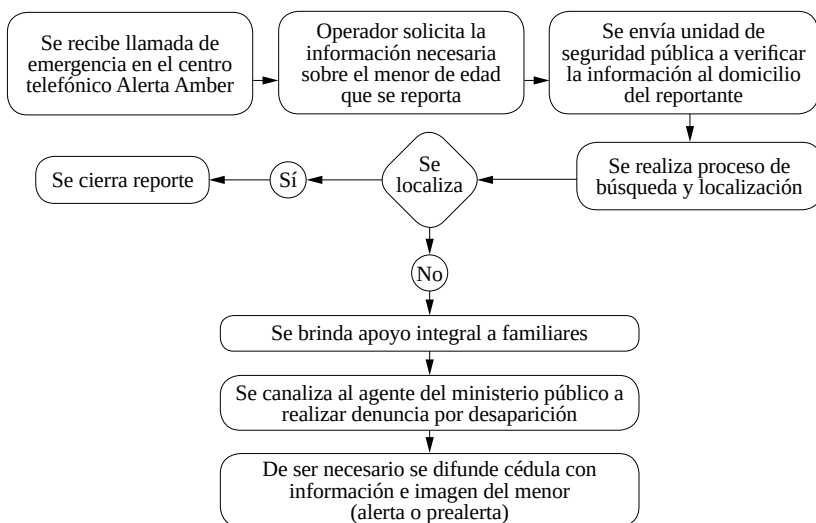 Se recibe llamada de
emergencia en el centro
telefónico Alerta Amber
Operador solicita la
información necesaria
sobre el menor de edad
que se reporta
Se envía unidad de
seguridad pública a verificar
la información al domicilio
del reportante
Se realiza proceso de
búsqueda y localización
Se
localiza
Sí
Se cierra reporte
No
Se brinda apoyo integral a familiares
Se canaliza al agente del ministerio público a
realizar denuncia por desaparición
De ser necesario se difunde cédula con
información e imagen del menor
(alerta o prealerta)